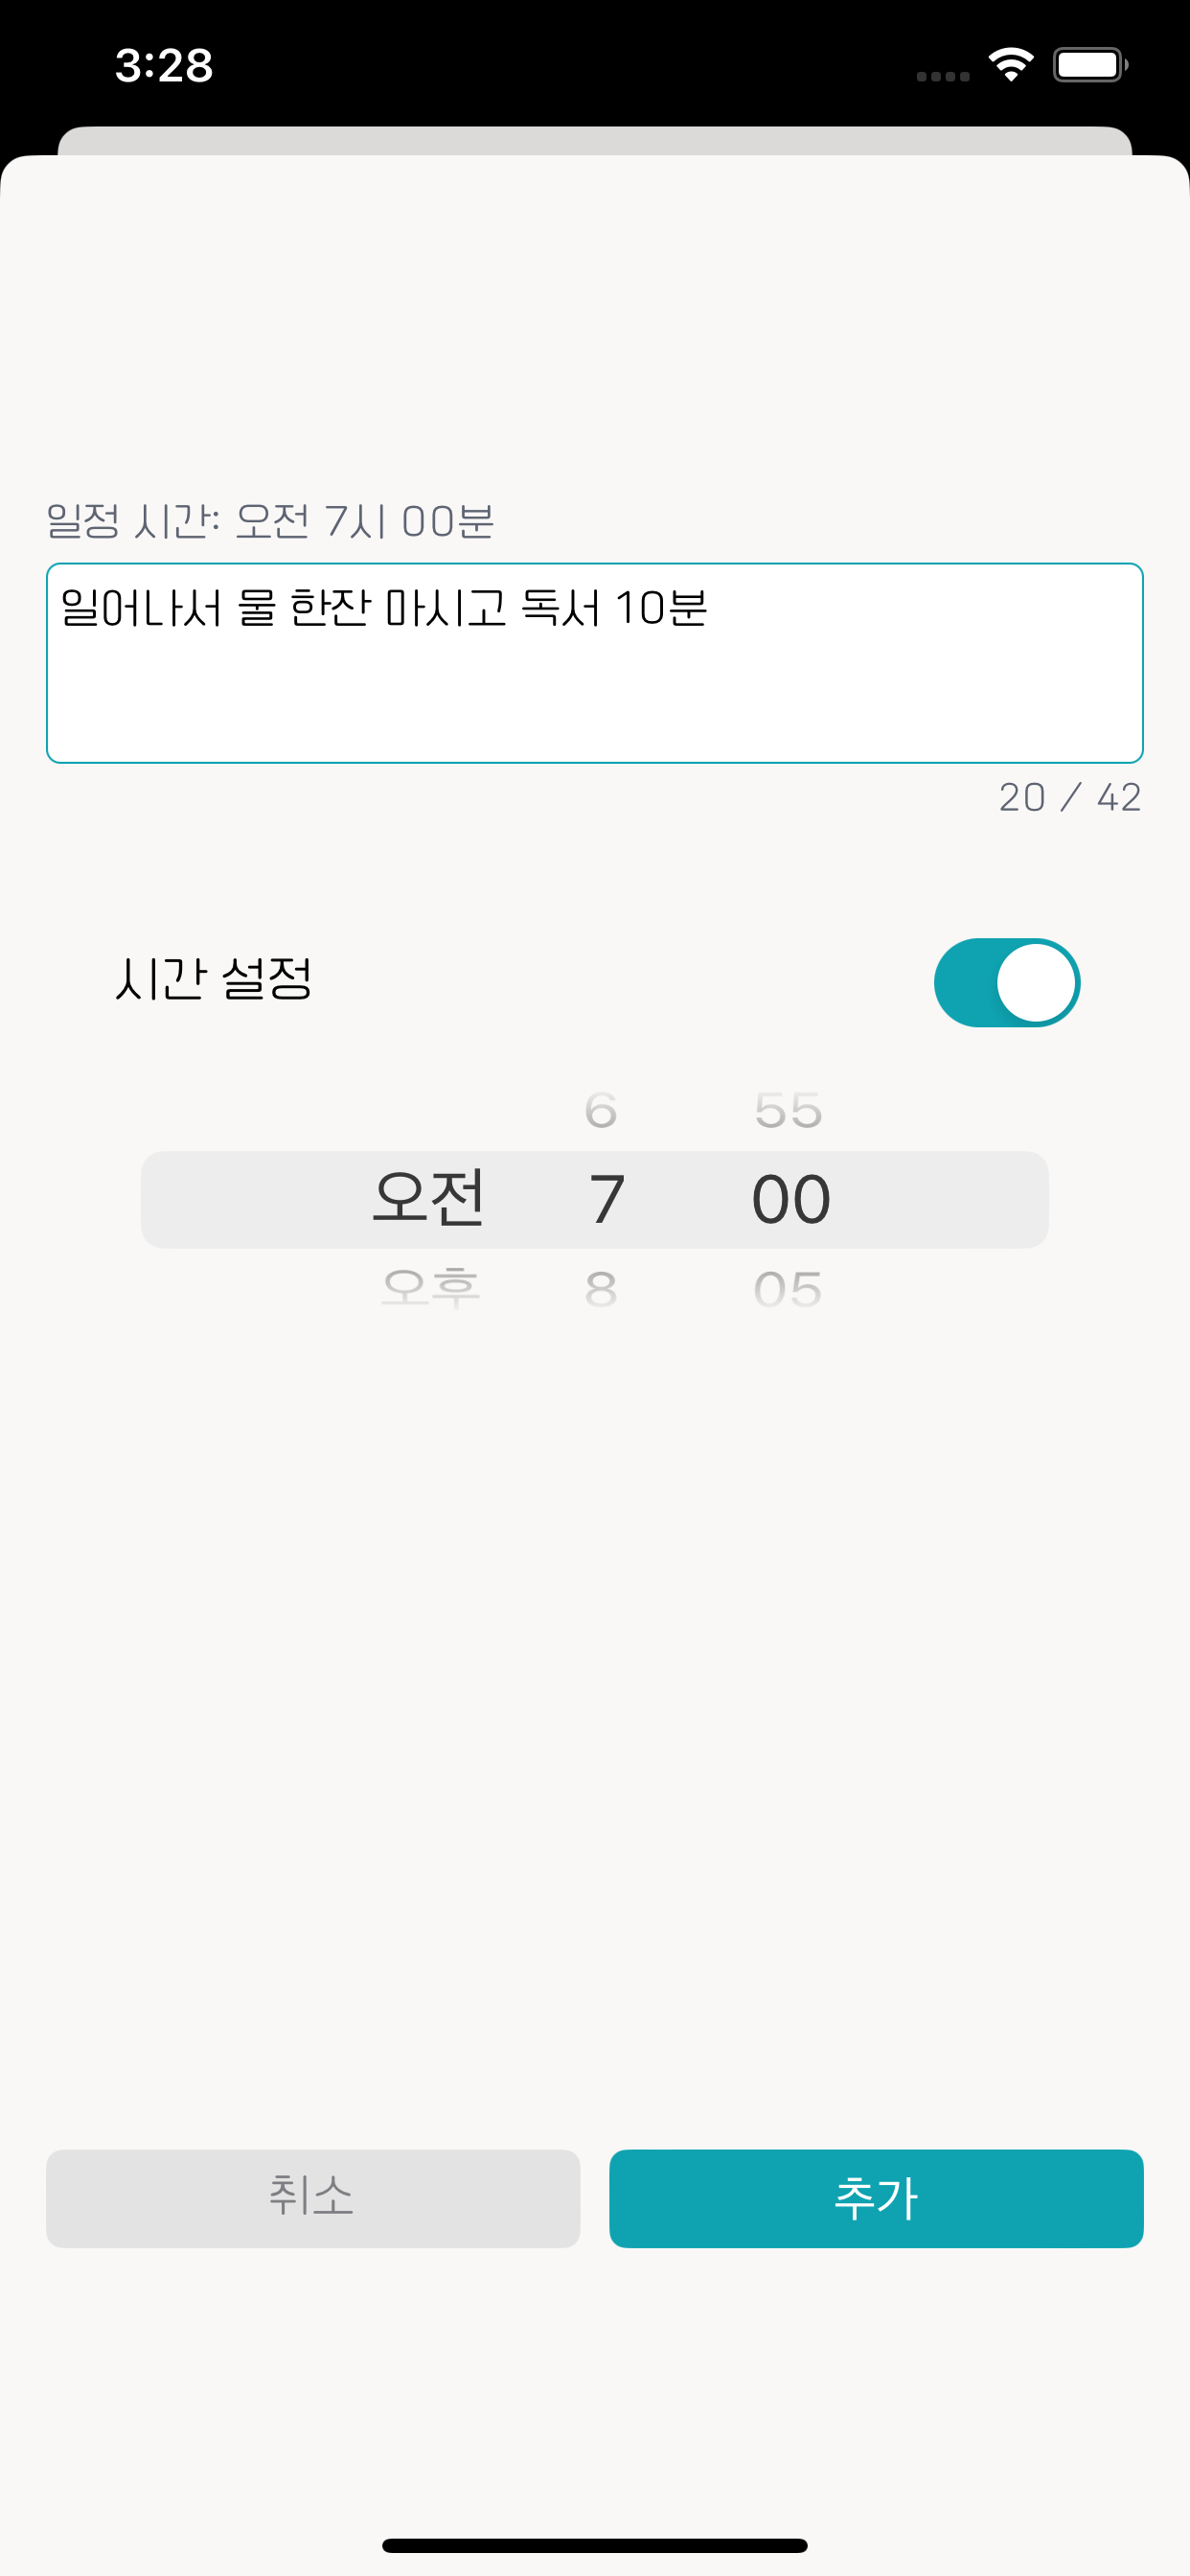 3:28
일정 시간: 오전 7시 00분
일어나서 물 한잔 마시고 독서 10분
20 / 42
시간 설정
6 55
오전 7 00
오후 8 05
취소 추가